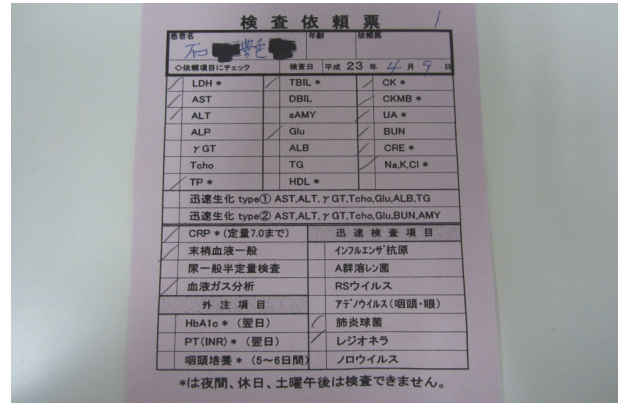 検査依頼票
1
患者名 年齢 依頼医
石
◇依頼項目にチェック 検査日 平成 23 年 4 月 9 日
LDH * TBIL * CK *
AST DBIL CKMB *
ALT sAMY UA *
ALP Glu BUN
γGT ALB CRE *
Tcho TG Na,K,Cl *
TP * HDL *
迅速生化 type① AST,ALT,γGT,Tcho,Glu,ALB,TG
迅速生化 type② AST,ALT,γGT,Tcho,Glu,BUN,AMY
CRP *(定量7.0まで) 迅速検査項目
末梢血液一般 インフルエンザ抗原
尿一般半定量検査 A群溶レン菌
血液ガス分析 RSウイルス
外注項目 アデノウイルス(咽頭・眼)
HbA1c *(翌日) 肺炎球菌
PT(INR) *(翌日) レジオネラ
咽頭培養 *(5~6日間) ノロウイルス
*は夜間、休日、土曜午後は検査できません。